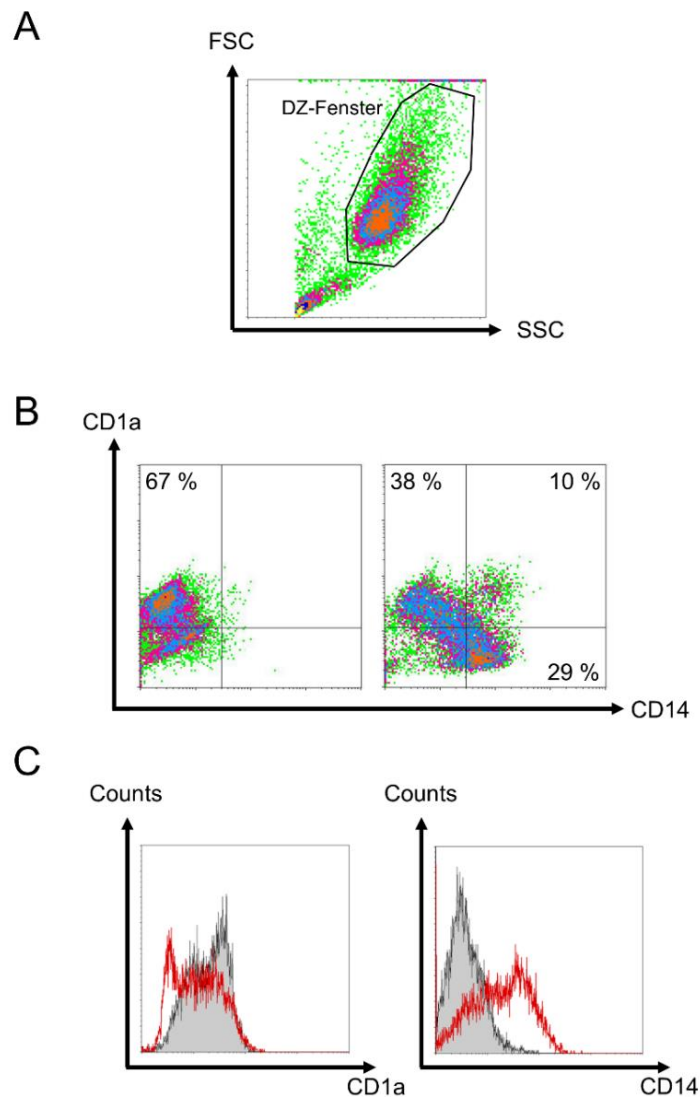 A
FSC
DZ-Fenster
SSC
B
CD1a
67 %
38 %
10 %
29 %
CD14
C
Counts
Counts
CD1a
CD14